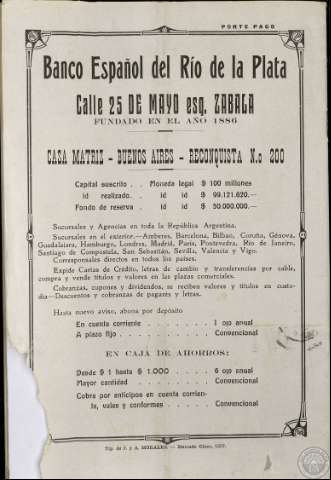 PORTE PAGO
Banco Español del Río de la Plata
Calle 25 DE MAYO esq. ZABALA
FUNDADO EN EL AÑO 1886
CASA MATRIZ - BUENOS AIRES - RECONQUISTA N.o 200
Capital suscrito . . Moneda legal $ 100 millones
id realizado. . id id $ 99.121.620.—
Fondo de reserva . . id id $ 50.000.000.—
Sucursales y Agencias en toda la República Argentina.
Sucursales en el exterior.—Amberes, Barcelona, Bilbao, Coruña, Génova,
Guadalajara, Hamburgo, Londres, Madrid, París, Pontevedra, Río de Janeiro,
Santiago de Compostela, San Sebastián, Sevilla, Valencia y Vigo.
Corresponsales directos en todos los países.
Expide Cartas de Crédito, letras de cambio y transferencias por cable,
compra y vende títulos y valores en las plazas comerciales.
Cobranzas, cupones y dividendos, se reciben valores y títulos en custo-
dia—Descuentos y cobranzas de pagarés y letras.
Hasta nuevo aviso, abona por depósito
En cuenta corriente . . . . . . . 1 o|o anual
A plazo fijo . . . . . . . . . Convencional
EN CAJA DE AHORROS:
Desde $ 1 hasta $ 1.000 . . . . 6 o|o anual
Mayor cantidad . . . . . Convencional
Cobra por anticipos en cuenta corrien-
te, vales y conformes . . . . Convencional
Tip. de J. y A. MORALES. —